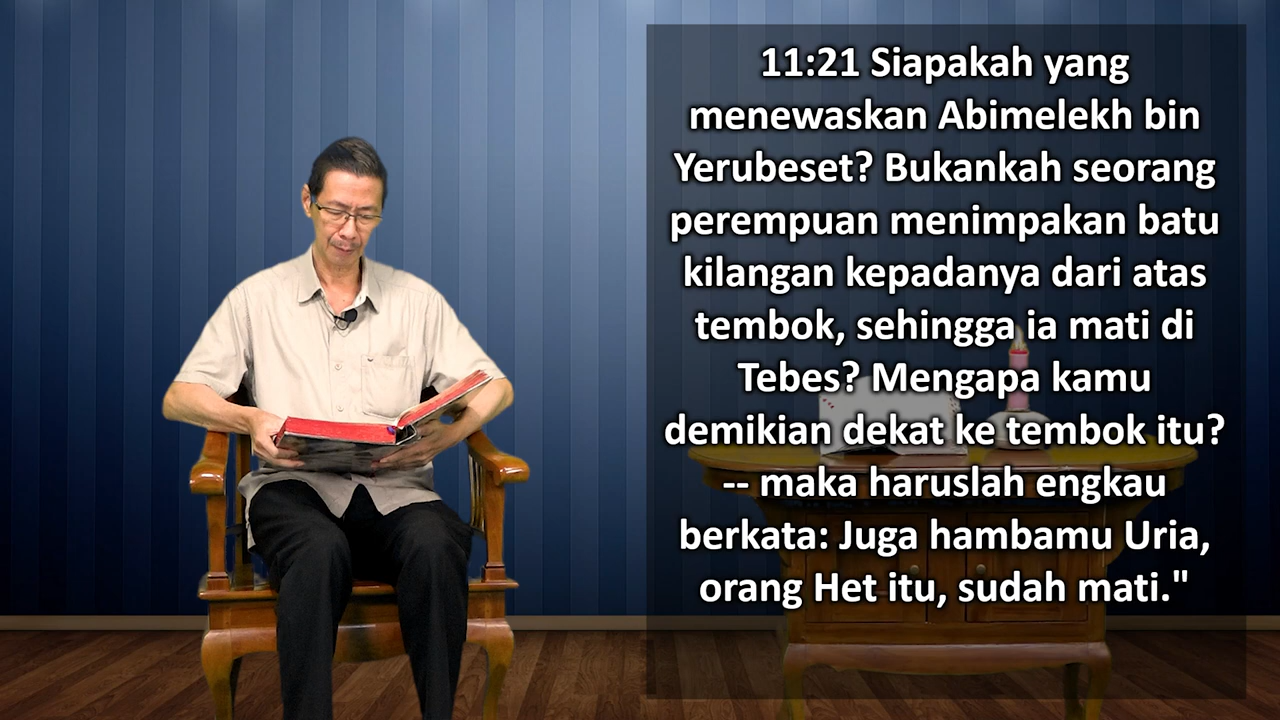 11:21 Siapakah yang
menewaskan Abimelekh bin
Yerubeset? Bukankah seorang
perempuan menimpakan batu
kilangan kepadanya dari atas
tembok, sehingga ia mati di
Tebes? Mengapa kamu
demikian dekat ke tembok itu?
-- maka haruslah engkau
berkata: Juga hambamu Uria,
orang Het itu, sudah mati."